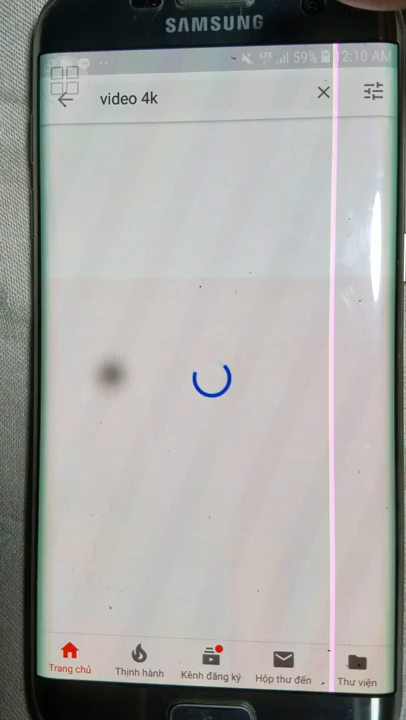 SAMSUNG
LTE 59% 12:10 AM
video 4k
Trang chủ
Thịnh hành
Kênh đăng ký
Hộp thư đến
Thư viện